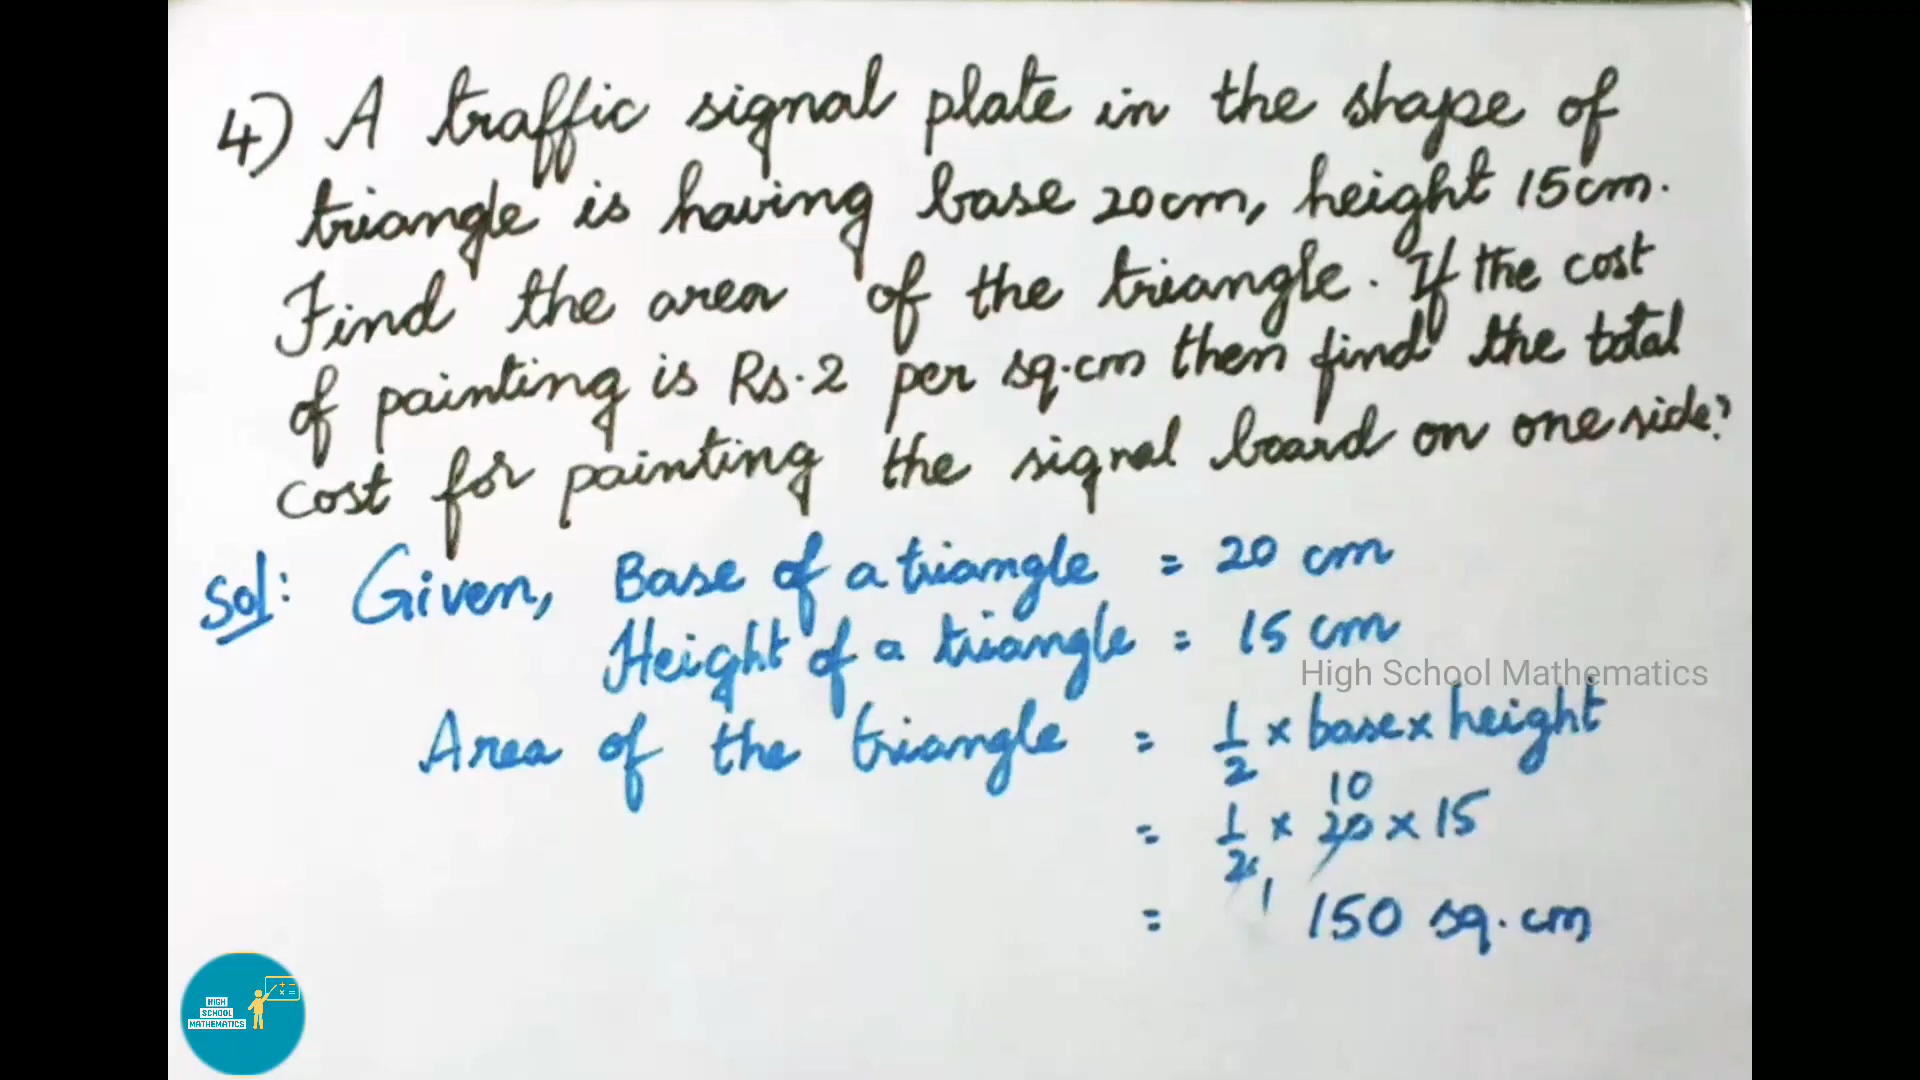 4) A traffic signal plate in the shape of
triangle is having base 20cm, height 15cm.
Find the area of the triangle. If the cost
of painting is Rs.2 per sq.cm then find the total
cost for painting the signal board on one side?
Sol: Given, Base of a triangle = 20 cm
Height of a triangle = 15 cm
High School Mathematics
Area of the triangle = 1/2 × base × height
10
= 1/2 × 20 × 15
1
= 150 sq.cm
HIGH
SCHOOL
MATHEMATICS